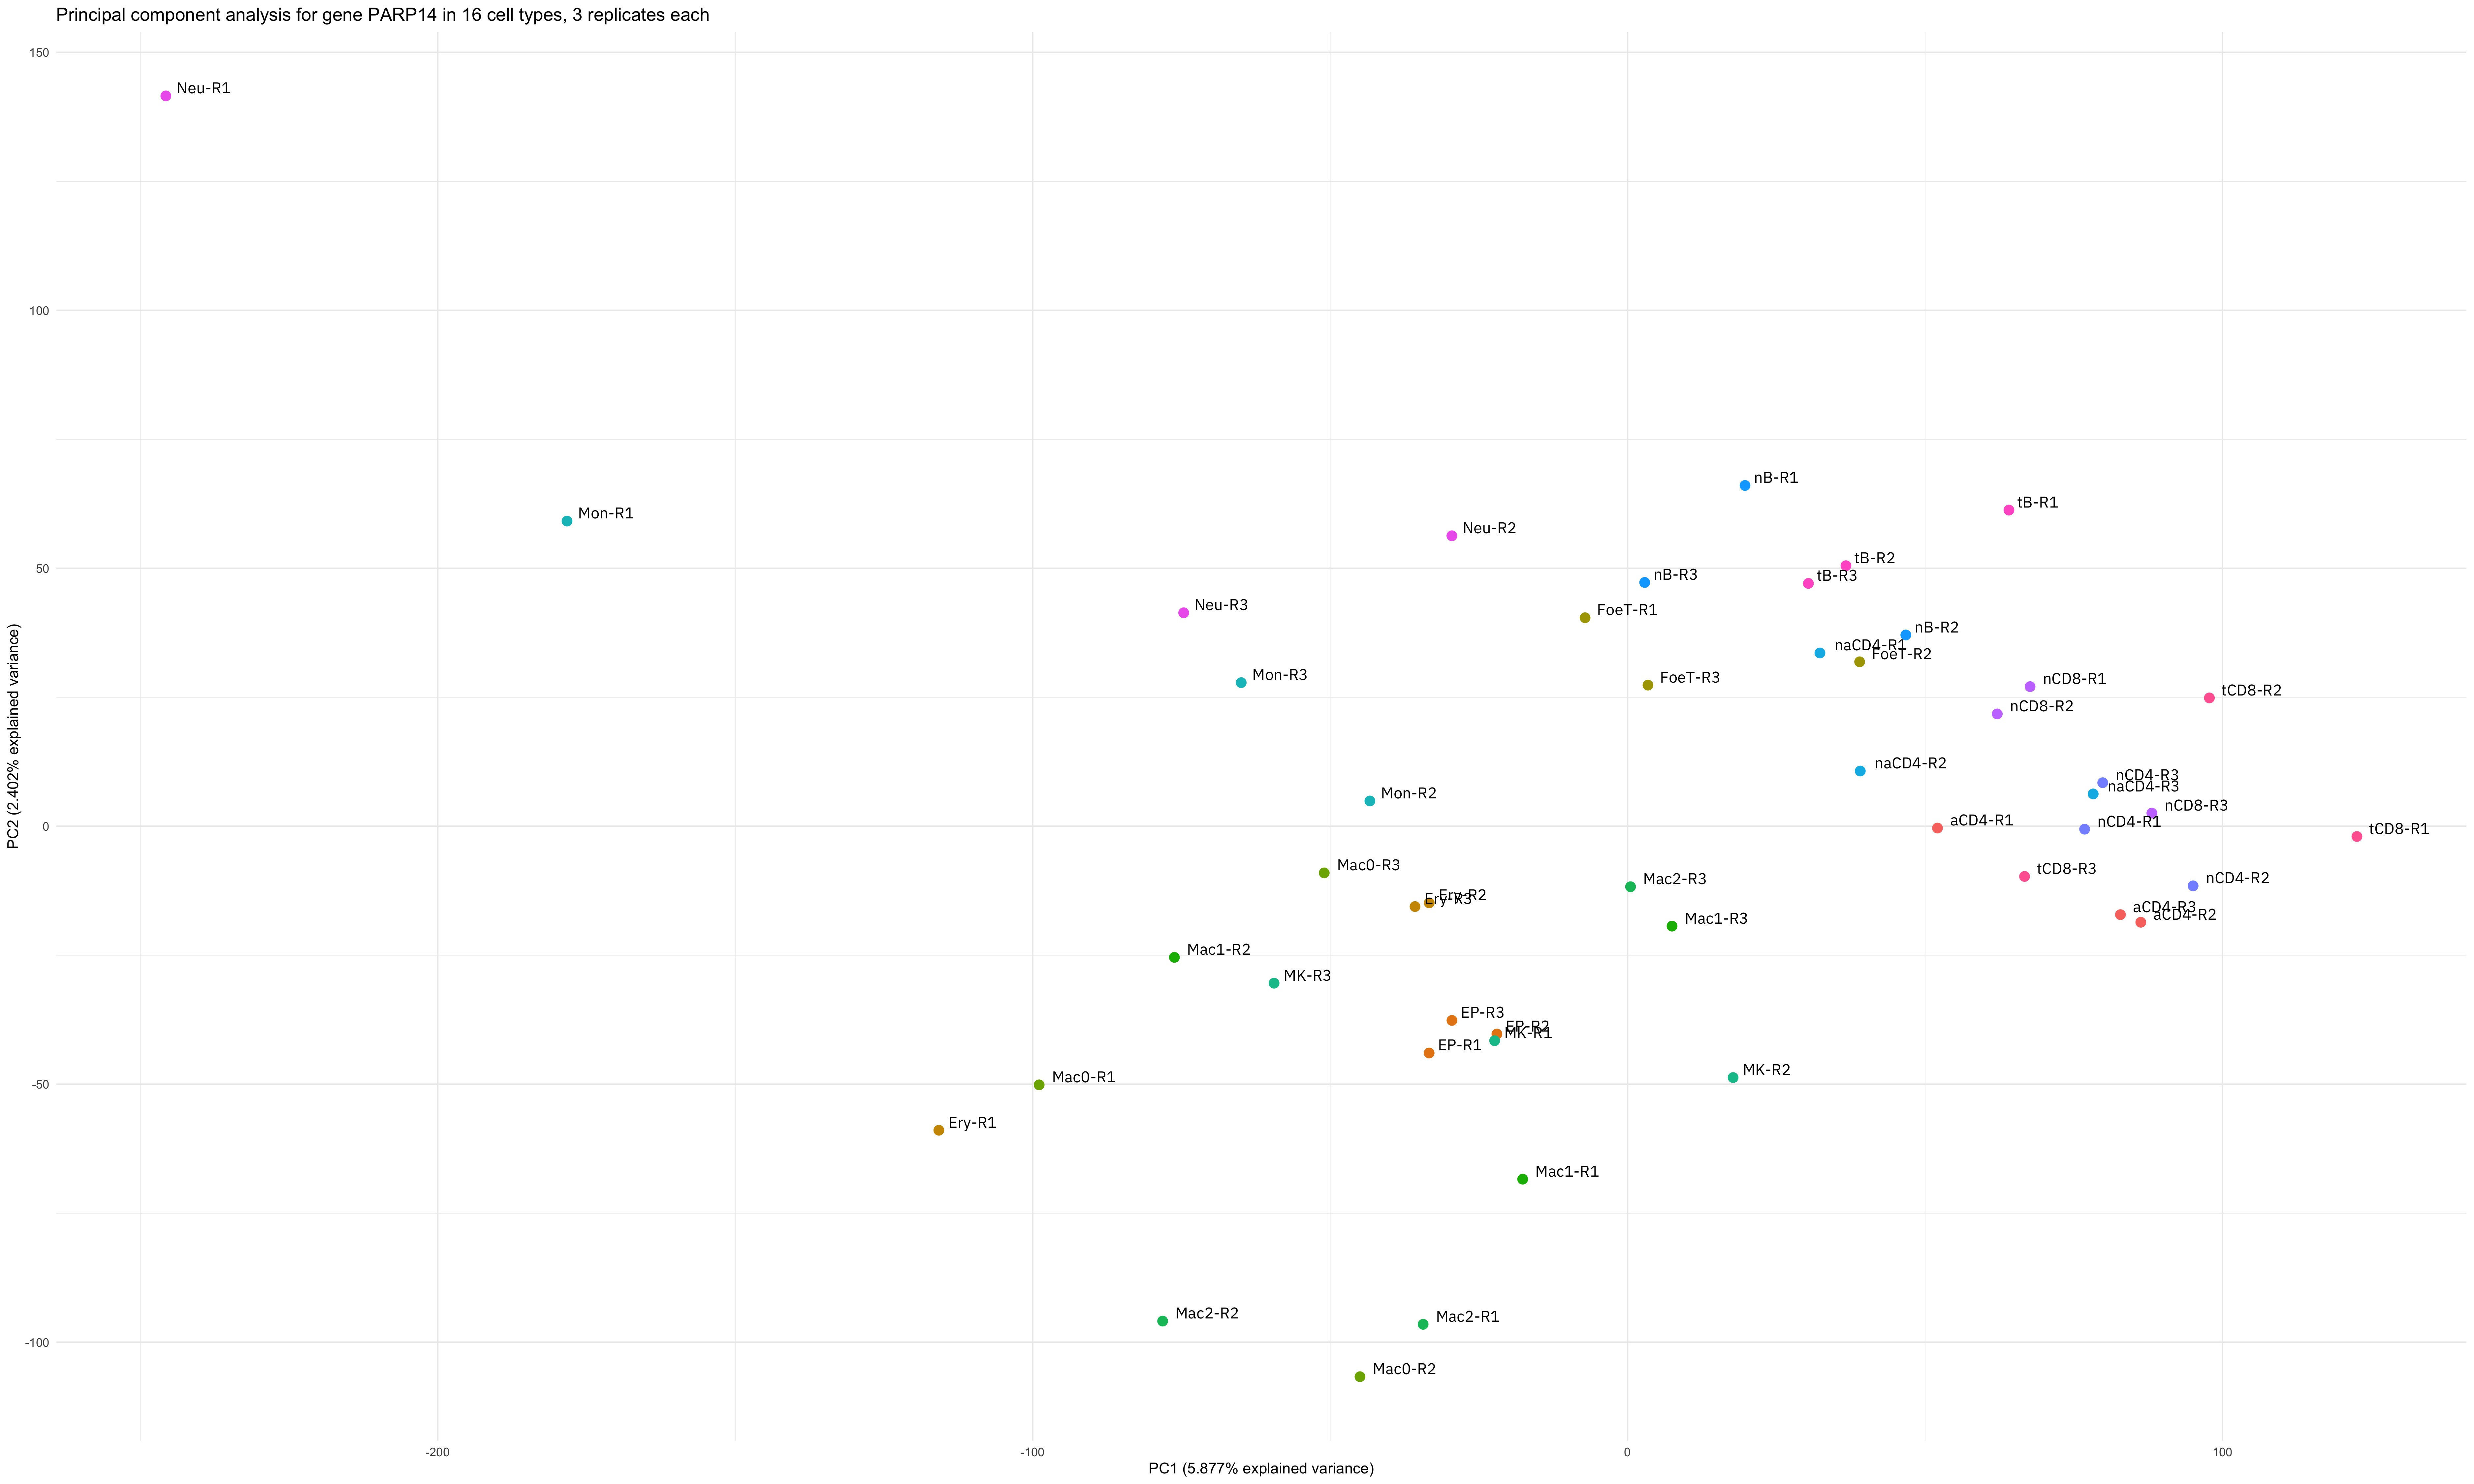 Principal component analysis for gene PARP14 in 16 cell types, 3 replicates each
150
Neu-R1
100
nB-R1
tB-R1
Mon-R1
Neu-R2
tB-R2
50
nB-R3
tB-R3
Neu-R3
FoeT-R1
nB-R2
naCD4-R1
FoeT-R2
Mon-R3
FoeT-R3
nCD8-R1
tCD8-R2
nCD8-R2
naCD4-R2
nCD4-R3
naCD4-R3
Mon-R2
nCD8-R3
0
aCD4-R1
nCD4-R1
tCD8-R1
Mac0-R3
tCD8-R3
Mac2-R3
nCD4-R2
Ery-R2
Ery-R3
aCD4-R3
aCD4-R2
Mac1-R3
Mac1-R2
MK-R3
EP-R3
EP-R2
MK-R1
EP-R1
MK-R2
Mac0-R1
-50
Ery-R1
Mac1-R1
Mac2-R2
Mac2-R1
-100
Mac0-R2
-200
-100
0
100
PC1 (5.877% explained variance)
PC2 (2.402% explained variance)